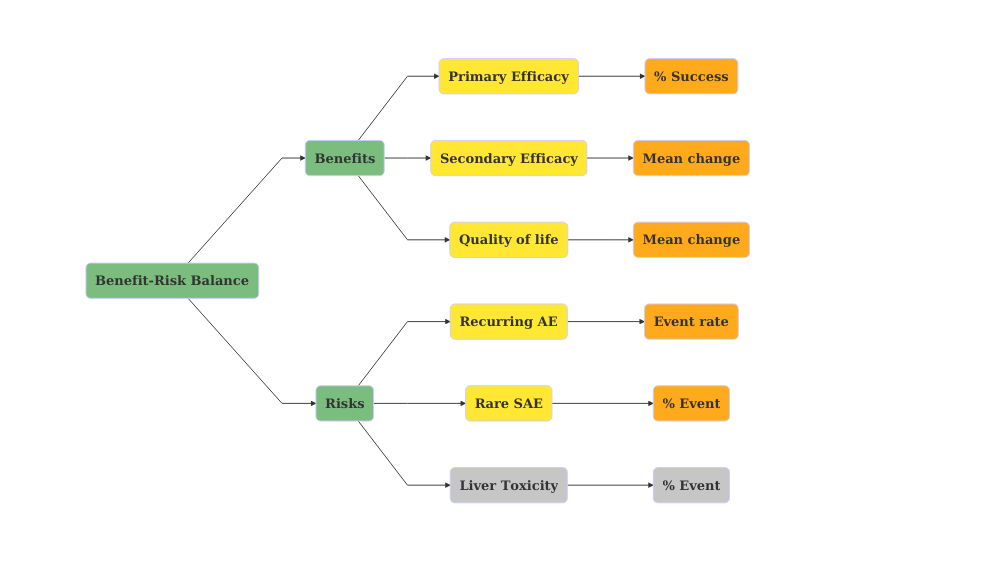 Primary Efficacy
% Success
Benefits
Secondary Efficacy
Mean change
Quality of life
Mean change
Benefit-Risk Balance
Recurring AE
Event rate
Risks
Rare SAE
% Event
Liver Toxicity
% Event